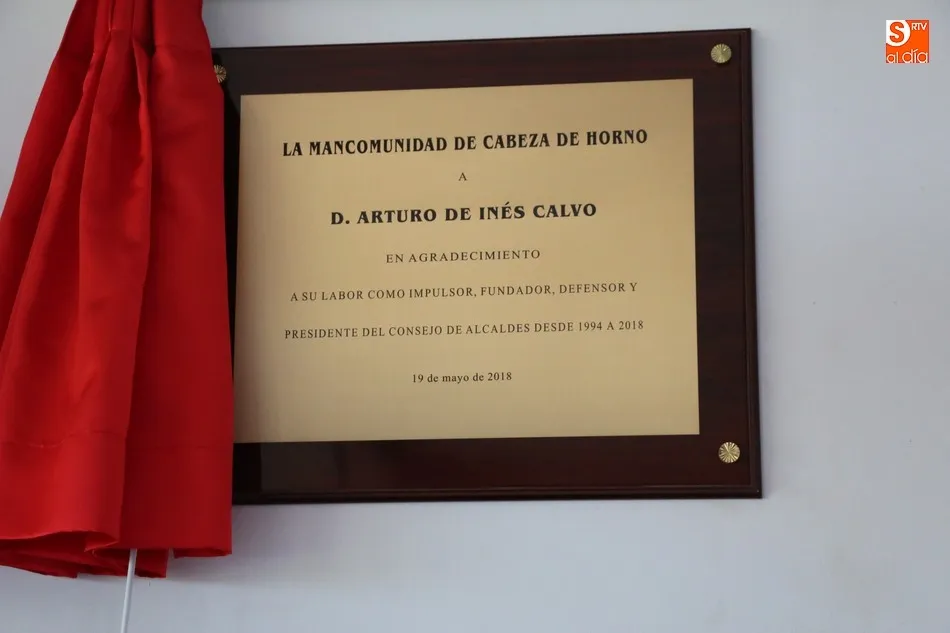 LA MANCOMUNIDAD DE CABEZA DE HORNO
A
D. ARTURO DE INÉS CALVO
EN AGRADECIMIENTO
A SU LABOR COMO IMPULSOR, FUNDADOR, DEFENSOR Y
PRESIDENTE DEL CONSEJO DE ALCALDES DESDE 1994 A 2018
19 de mayo de 2018
S RTV
al día